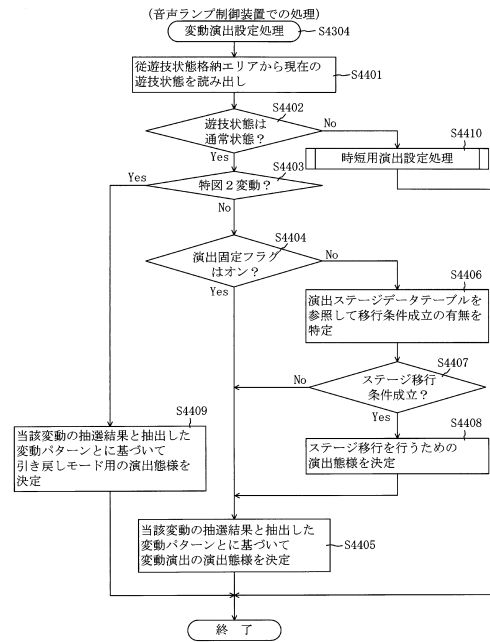 (音声ランプ制御装置での処理)
変動演出設定処理
S4304
従遊技状態格納エリアから現在の
遊技状態を読み出し
S4401
S4402
遊技状態は
通常状態?
No
Yes
S4410
時短用演出設定処理
S4403
特図2変動?
Yes
No
S4404
演出固定フラグ
はオン?
No
Yes
S4406
演出ステージデータテーブルを
参照して移行条件成立の有無を
特定
S4407
ステージ移行
条件成立?
No
Yes
S4408
ステージ移行を行うための
演出態様を決定
S4409
当該変動の抽選結果と抽出した
変動パターンとに基づいて
引き戻しモード用の演出態様を
決定
当該変動の抽選結果と抽出した
変動パターンとに基づいて
変動演出の演出態様を決定
S4405
終 了